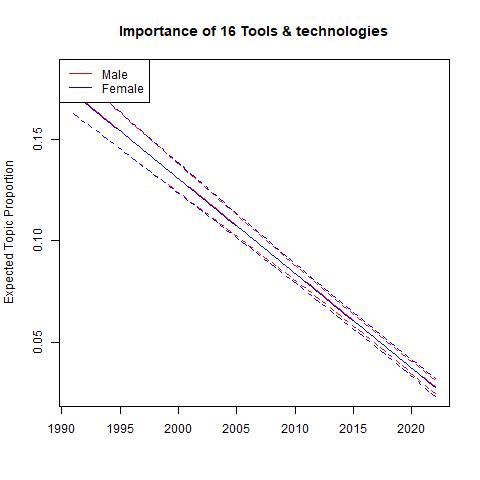 Importance of 16 Tools & technologies
Male
Female
Expected Topic Proportion
0.15
0.10
0.05
1990 1995 2000 2005 2010 2015 2020